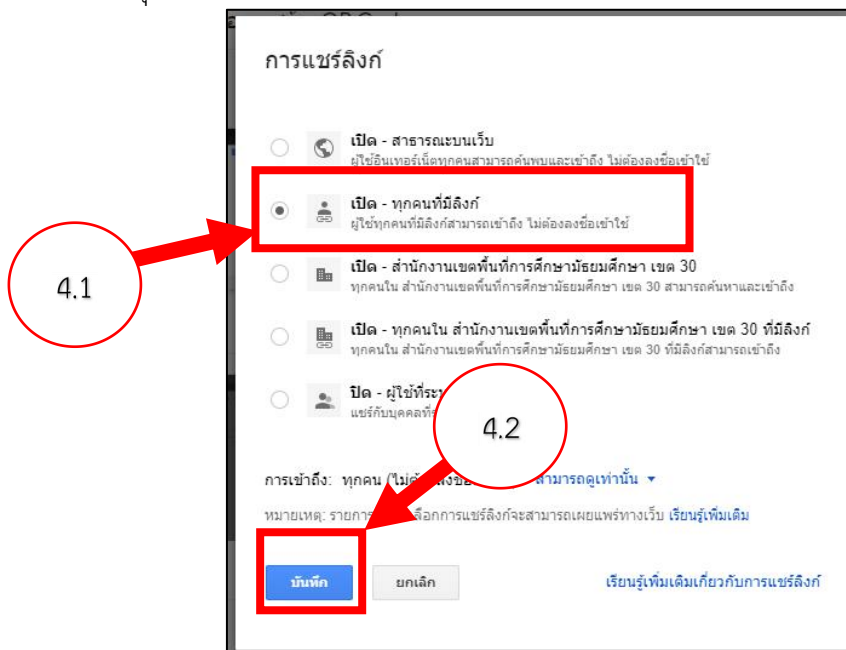 การแชร์ลิงก์
เปิด - สาธารณะบนเว็บ
ผู้ใช้อินเทอร์เน็ตทุกคนสามารถค้นพบและเข้าถึง ไม่ต้องลงชื่อเข้าใช้
เปิด - ทุกคนที่มีลิงก์
ผู้ใช้ทุกคนที่มีลิงก์สามารถเข้าถึง ไม่ต้องลงชื่อเข้าใช้
4.1
เปิด - สำนักงานเขตพื้นที่การศึกษามัธยมศึกษา เขต 30
ทุกคนใน สำนักงานเขตพื้นที่การศึกษามัธยมศึกษา เขต 30 สามารถค้นหาและเข้าถึง
เปิด - ทุกคนใน สำนักงานเขตพื้นที่การศึกษามัธยมศึกษา เขต 30 ที่มีลิงก์
ทุกคนใน สำนักงานเขตพื้นที่การศึกษามัธยมศึกษา เขต 30 ที่มีลิงก์สามารถเข้าถึง
ปิด - ผู้ใช้ที่
แชร์กับบุคคลที่
4.2
การเข้าถึง: ทุกคน สามารถดูเท่านั้น
หมายเหตุ: รายการ เลือกการแชร์ลิงก์จะสามารถเผยแพร่ทางเว็บ เรียนรู้เพิ่มเติม
บันทึก ยกเลิก เรียนรู้เพิ่มเติมเกี่ยวกับการแชร์ลิงก์